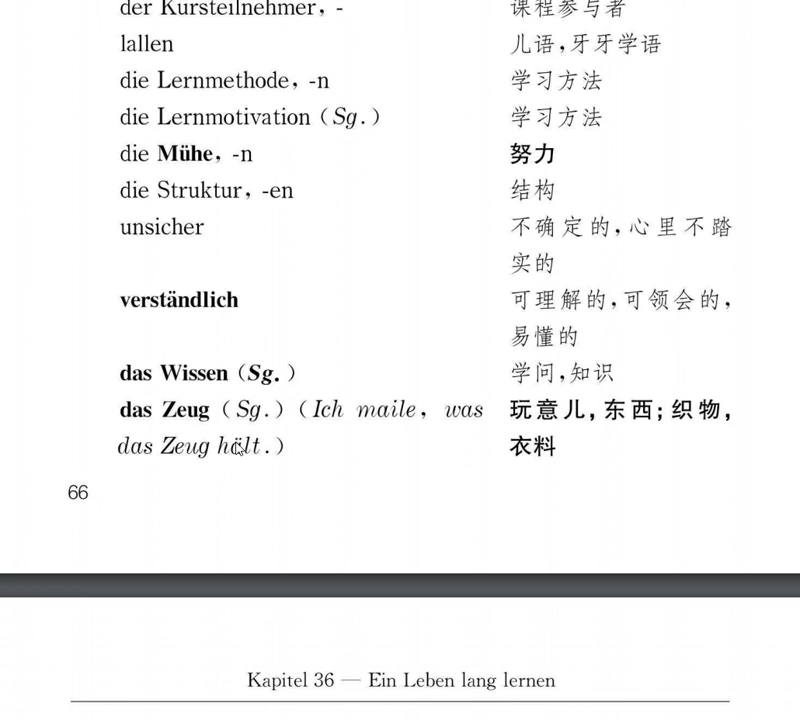 der Kursteilnehmer, - 课程参与者
lallen 儿语,牙牙学语
die Lernmethode, -n 学习方法
die Lernmotivation (Sg.) 学习方法
die Mühe, -n 努力
die Struktur, -en 结构
unsicher 不确定的,心里不踏
实的
verständlich 可理解的,可领会的,
易懂的
das Wissen (Sg.) 学问,知识
das Zeug (Sg.) (Ich maile, was 玩意儿,东西;织物,
das Zeug hält.) 衣料
66
Kapitel 36 — Ein Leben lang lernen